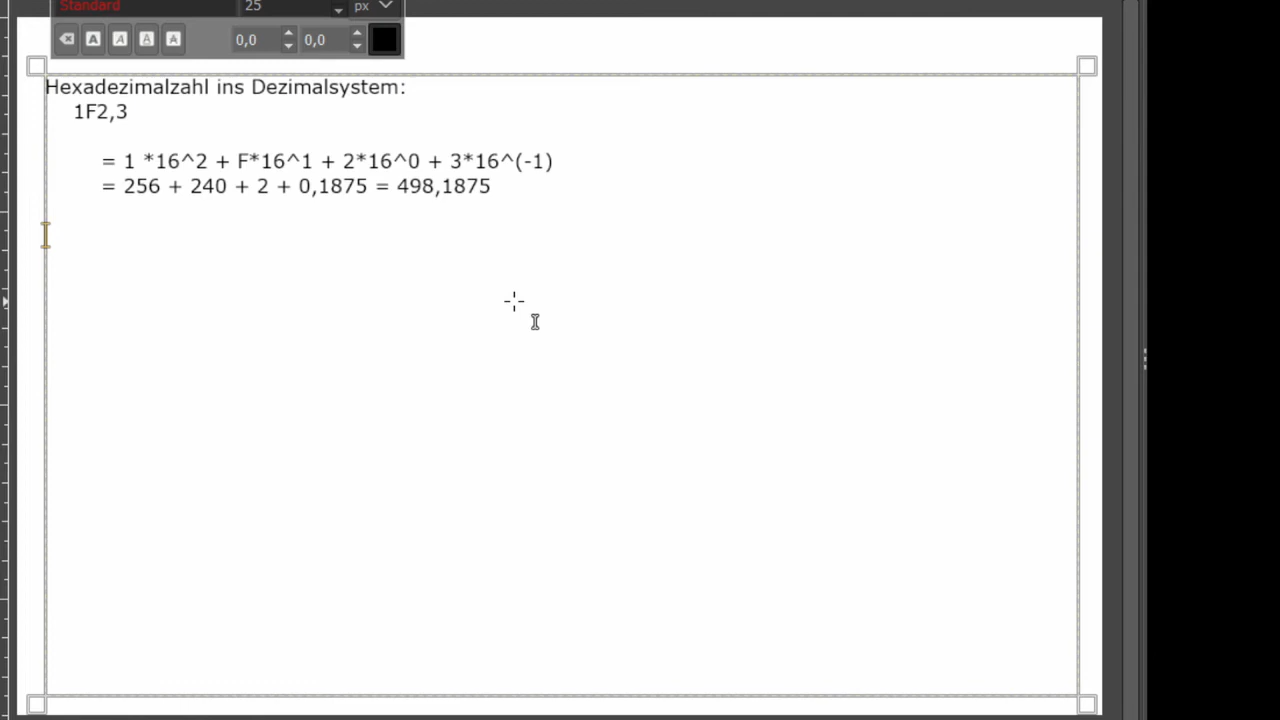 Standard 25 px
0,0 0,0
Hexadezimalzahl ins Dezimalsystem:
1F2,3
= 1 *16^2 + F*16^1 + 2*16^0 + 3*16^(-1)
= 256 + 240 + 2 + 0,1875 = 498,1875